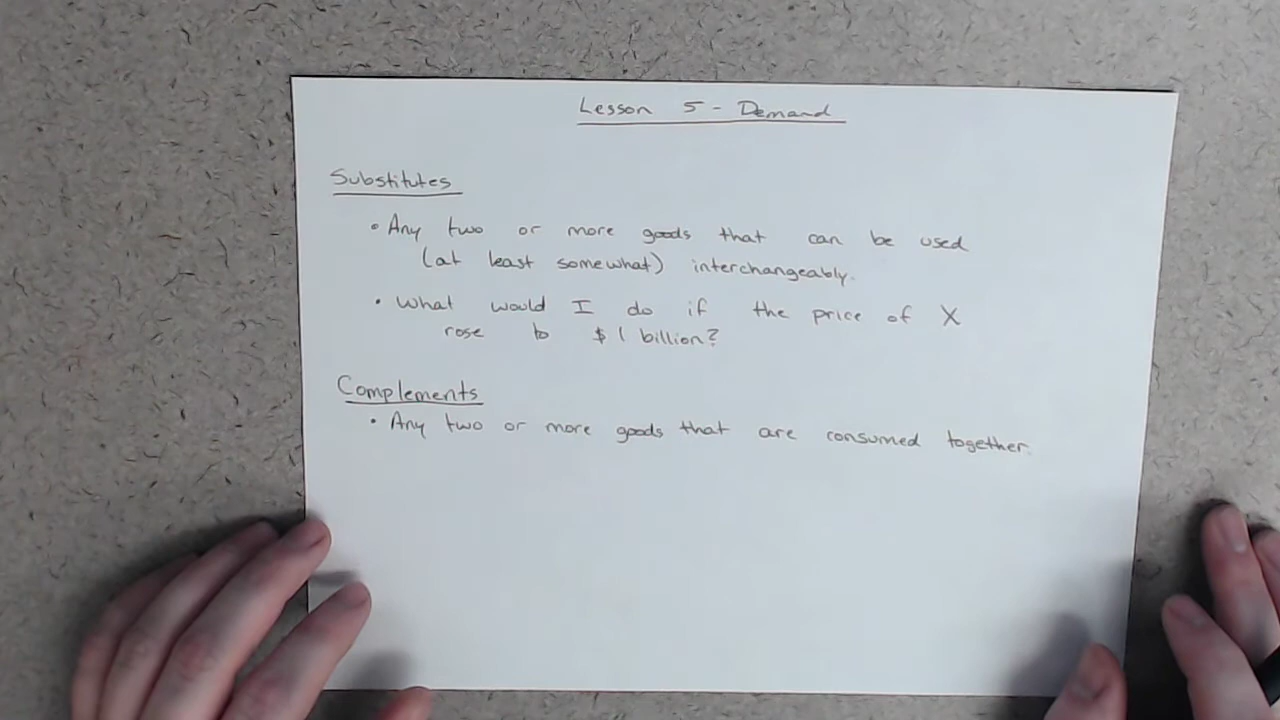 Lesson 5 - Demand
Substitutes
• Any two or more goods that can be used
(at least somewhat) interchangeably.
• What would I do if the price of X
rose to $1 billion?
Complements
• Any two or more goods that are consumed together.